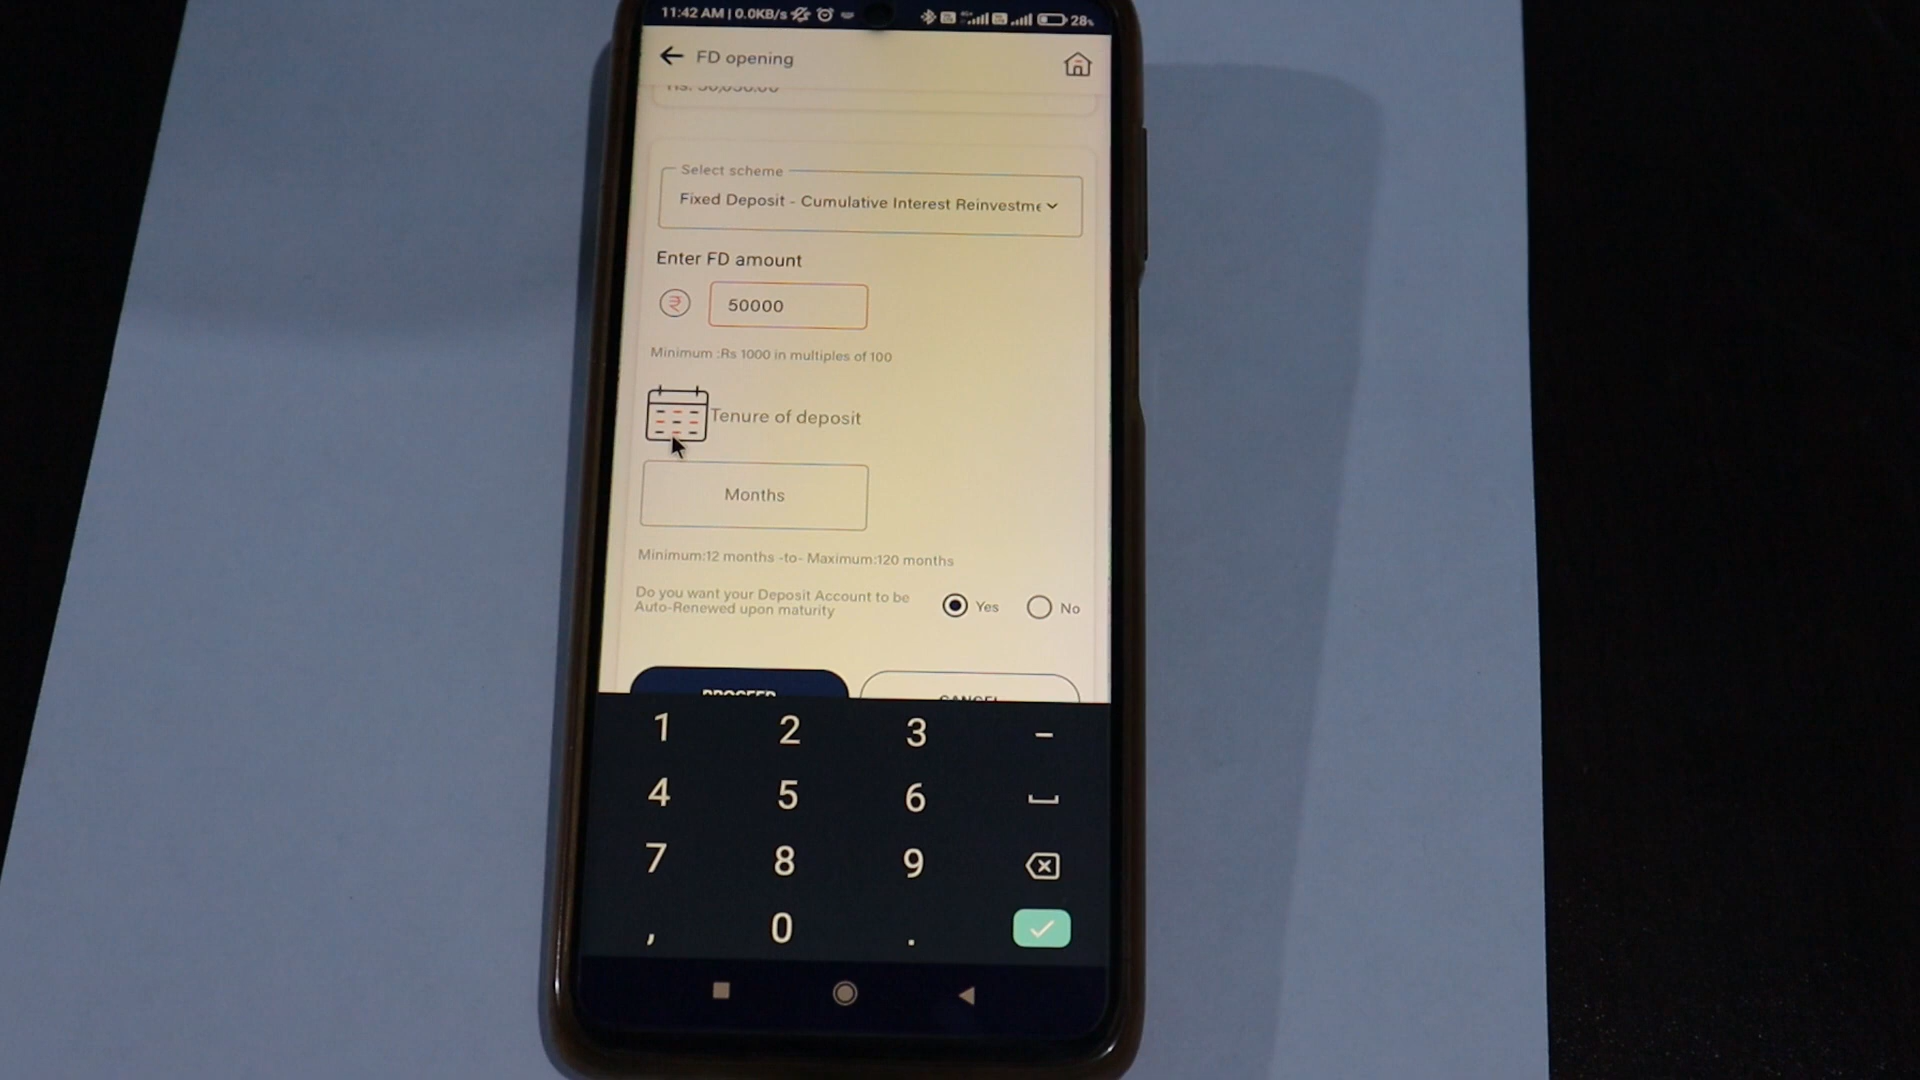 11:42 AM | 0.0KB/s
28%
FD opening
Select scheme
Fixed Deposit - Cumulative Interest Reinvestme
Enter FD amount
₹ 50000
Minimum :Rs 1000 in multiples of 100
Tenure of deposit
Months
Minimum:12 months -to- Maximum:120 months
Do you want your Deposit Account to be
Auto-Renewed upon maturity
Yes No
PROCEED CANCEL
1 2 3 –
4 5 6
7 8 9
, 0 .